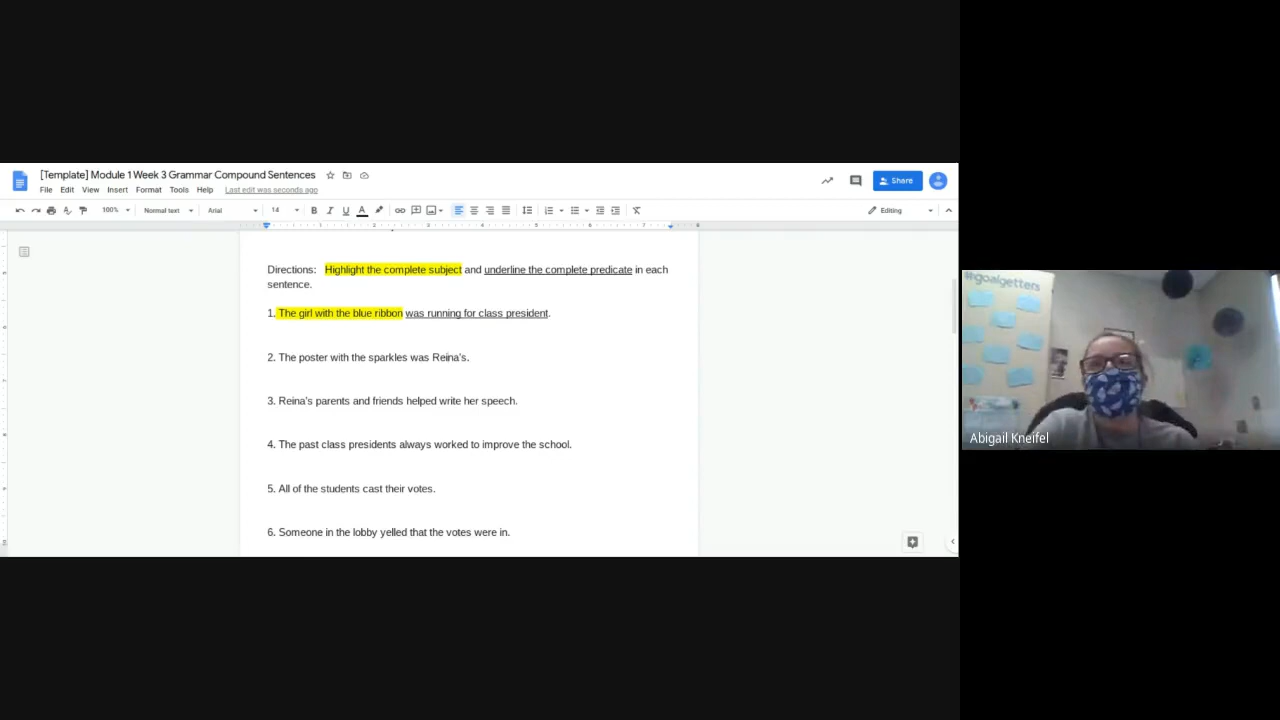 [Template] Module 1 Week 3 Grammar Compound Sentences
File Edit View Insert Format Tools Help Last edit was seconds ago
Share
100% Normal text Arial 14 B I U A Editing
Directions: Highlight the complete subject and underline the complete predicate in each
sentence.
1. The girl with the blue ribbon was running for class president.
2. The poster with the sparkles was Reina's.
3. Reina's parents and friends helped write her speech.
4. The past class presidents always worked to improve the school.
5. All of the students cast their votes.
6. Someone in the lobby yelled that the votes were in.
#goalgetters
Abigail Kneifel